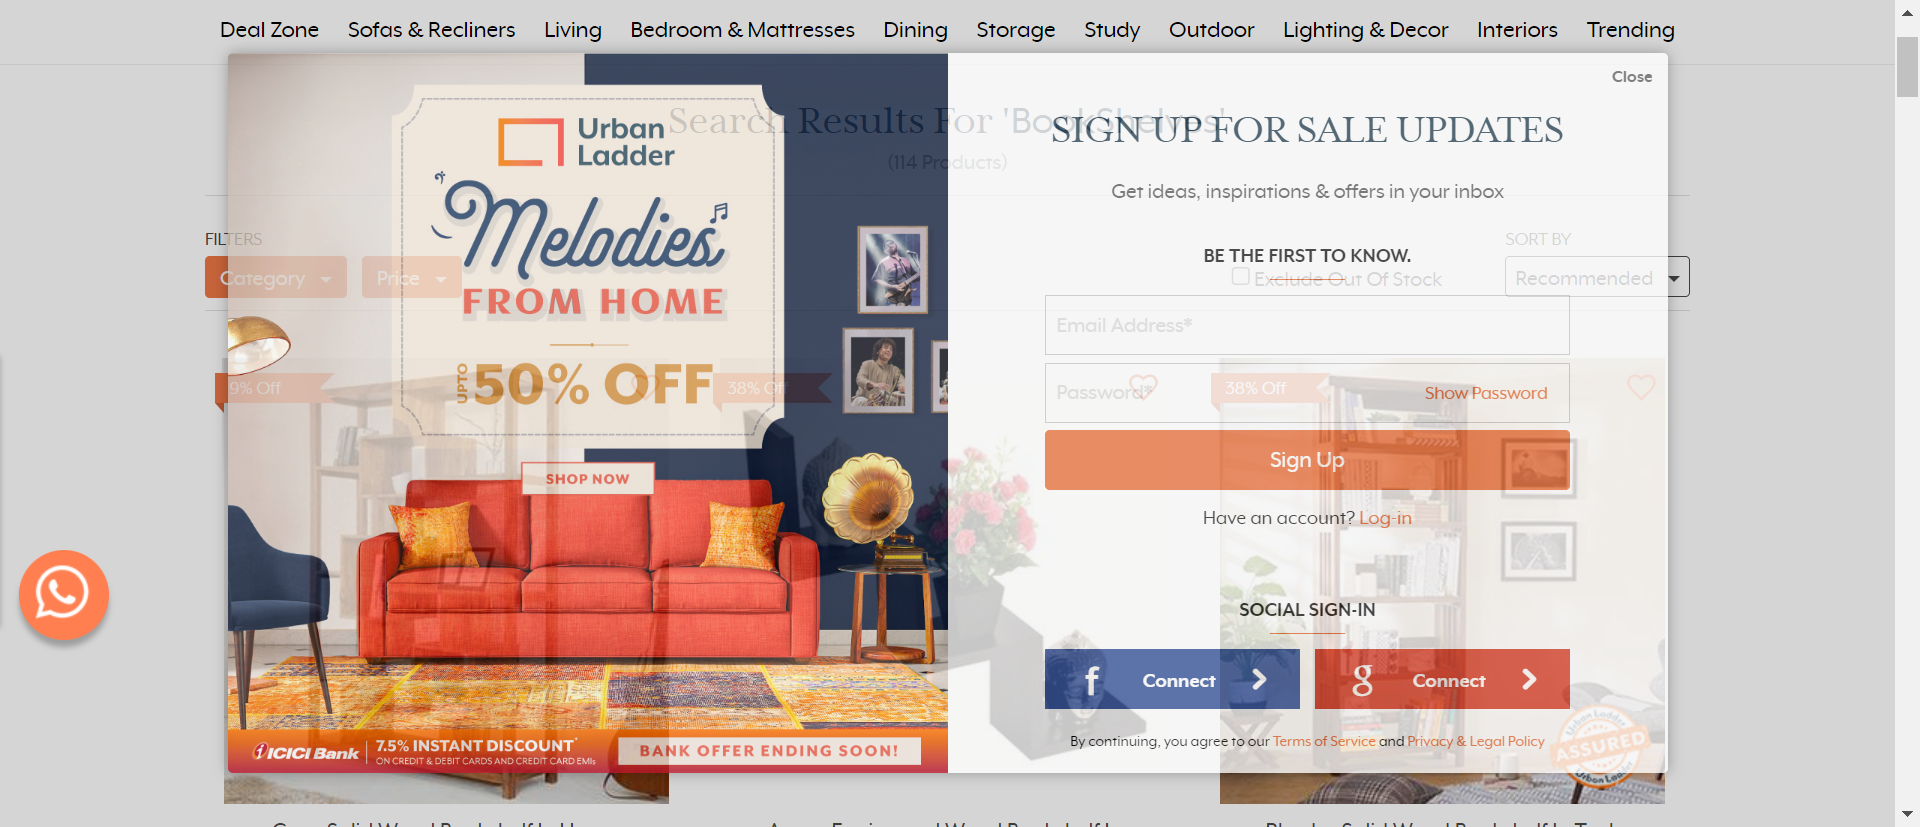 Deal Zone Sofas & Recliners Living Bedroom & Mattresses Dining Storage Study Outdoor Lighting & Decor Interiors Trending
Close
Search Results For 'BookShelves'
(114 Products)
FILTERS
Category
Price
Exclude Out Of Stock
SORT BY
Recommended
Urban
Ladder
Melodies
FROM HOME
UPTO 50% OFF
SHOP NOW
ICICI Bank
7.5% INSTANT DISCOUNT*
ON CREDIT & DEBIT CARDS AND CREDIT CARD EMIs
BANK OFFER ENDING SOON!
SIGN UP FOR SALE UPDATES
Get ideas, inspirations & offers in your inbox
BE THE FIRST TO KNOW.
Email Address*
Password*
Show Password
Sign Up
Have an account? Log-in
SOCIAL SIGN-IN
f Connect
g Connect
By continuing, you agree to our Terms of Service and Privacy & Legal Policy
9% Off
38% Off
38% Off
Urban Ladder
ASSURED
Urban Ladder